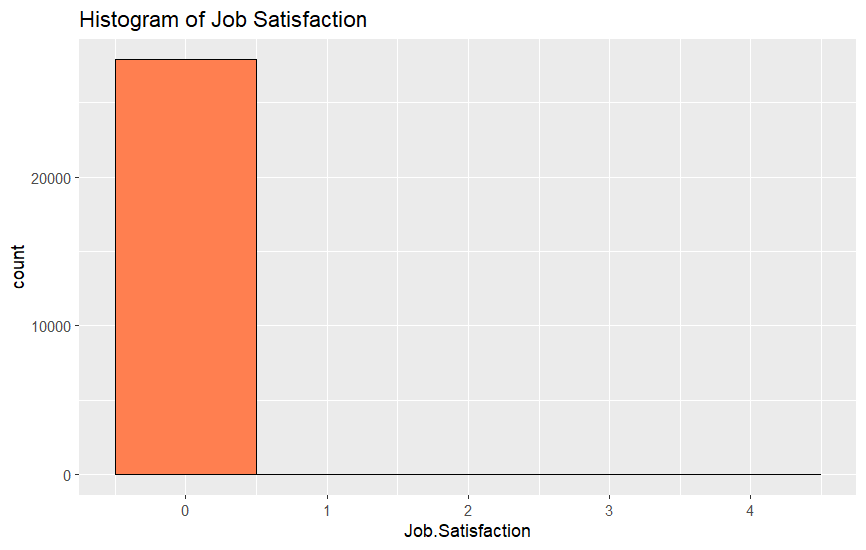 Histogram of Job Satisfaction
count
20000
10000
0
0 1 2 3 4
Job.Satisfaction